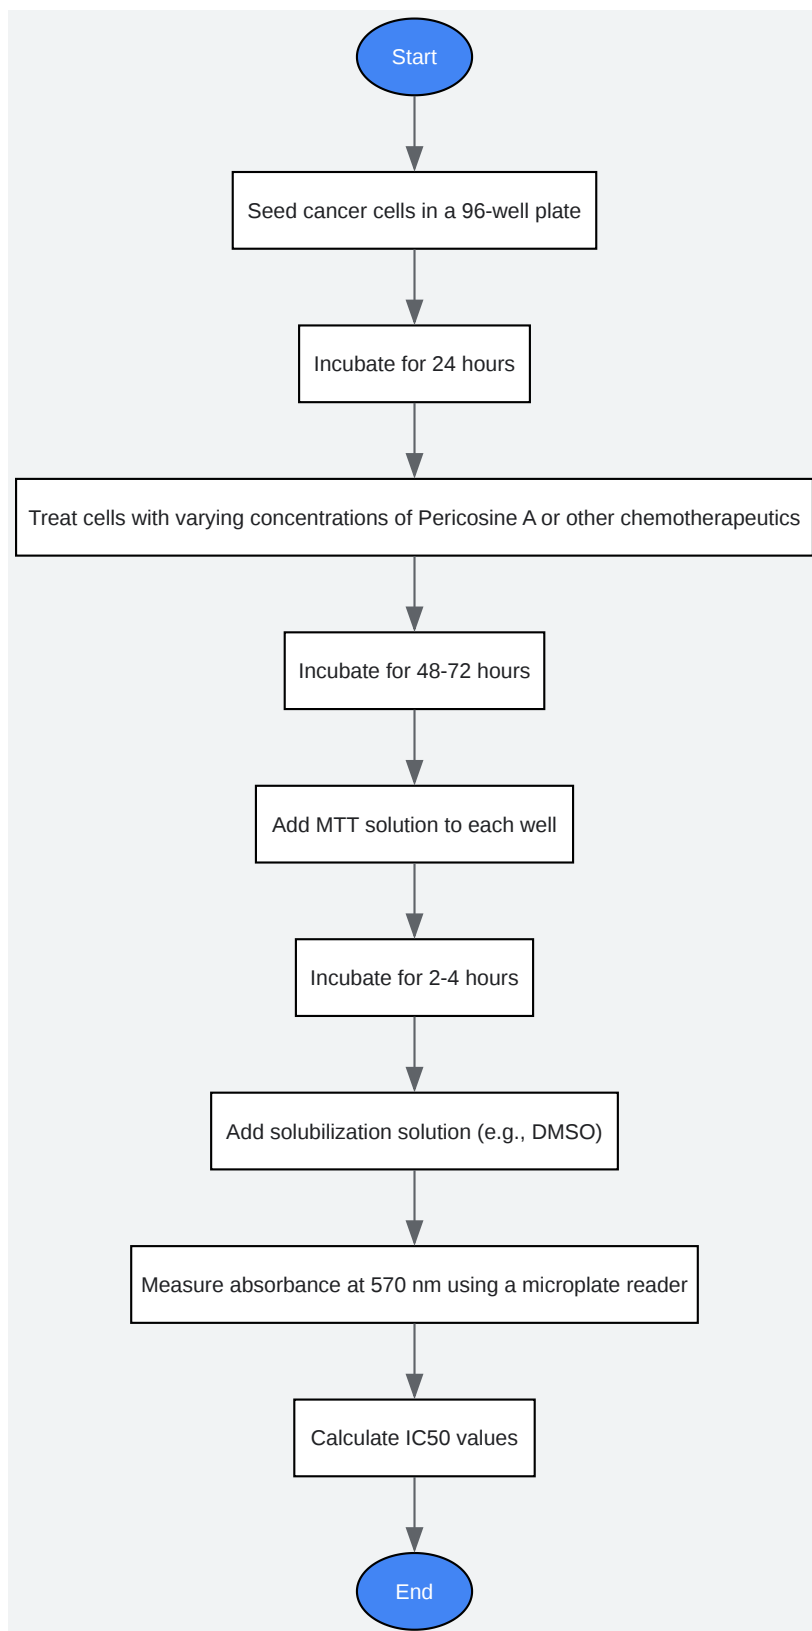 Start
Seed cancer cells in a 96-well plate
Incubate for 24 hours
Treat cells with varying concentrations of Pericosine A or other chemotherapeutics
Incubate for 48-72 hours
Add MTT solution to each well
Incubate for 2-4 hours
Add solubilization solution (e.g., DMSO)
Measure absorbance at 570 nm using a microplate reader
Calculate IC50 values
End